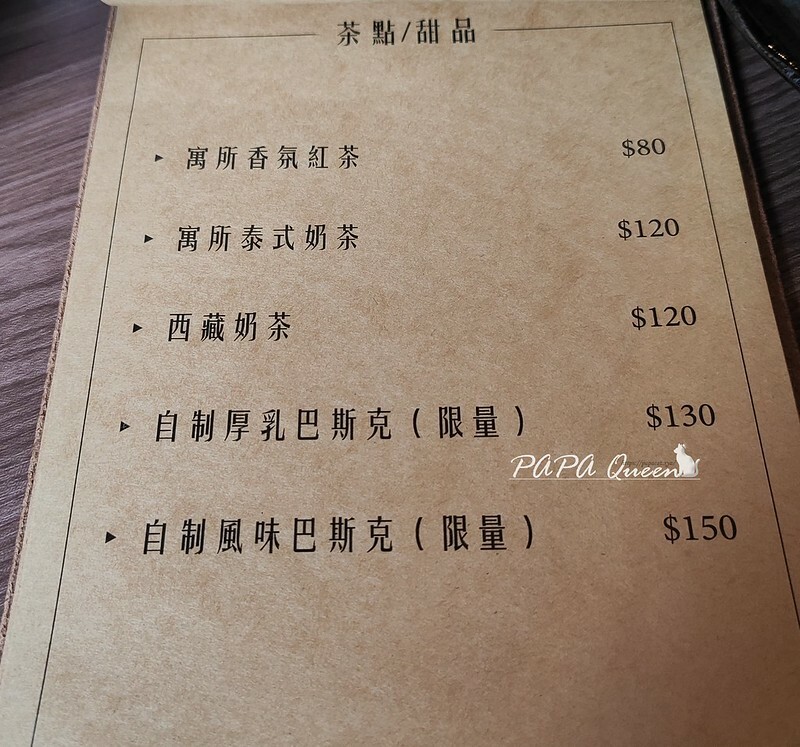 茶點/甜品
▸ 寓所香氛紅茶 $80
▸ 寓所泰式奶茶 $120
▸ 西藏奶茶 $120
▸ 自制厚乳巴斯克(限量) $130
PAPA Queen
▸ 自制風味巴斯克(限量) $150